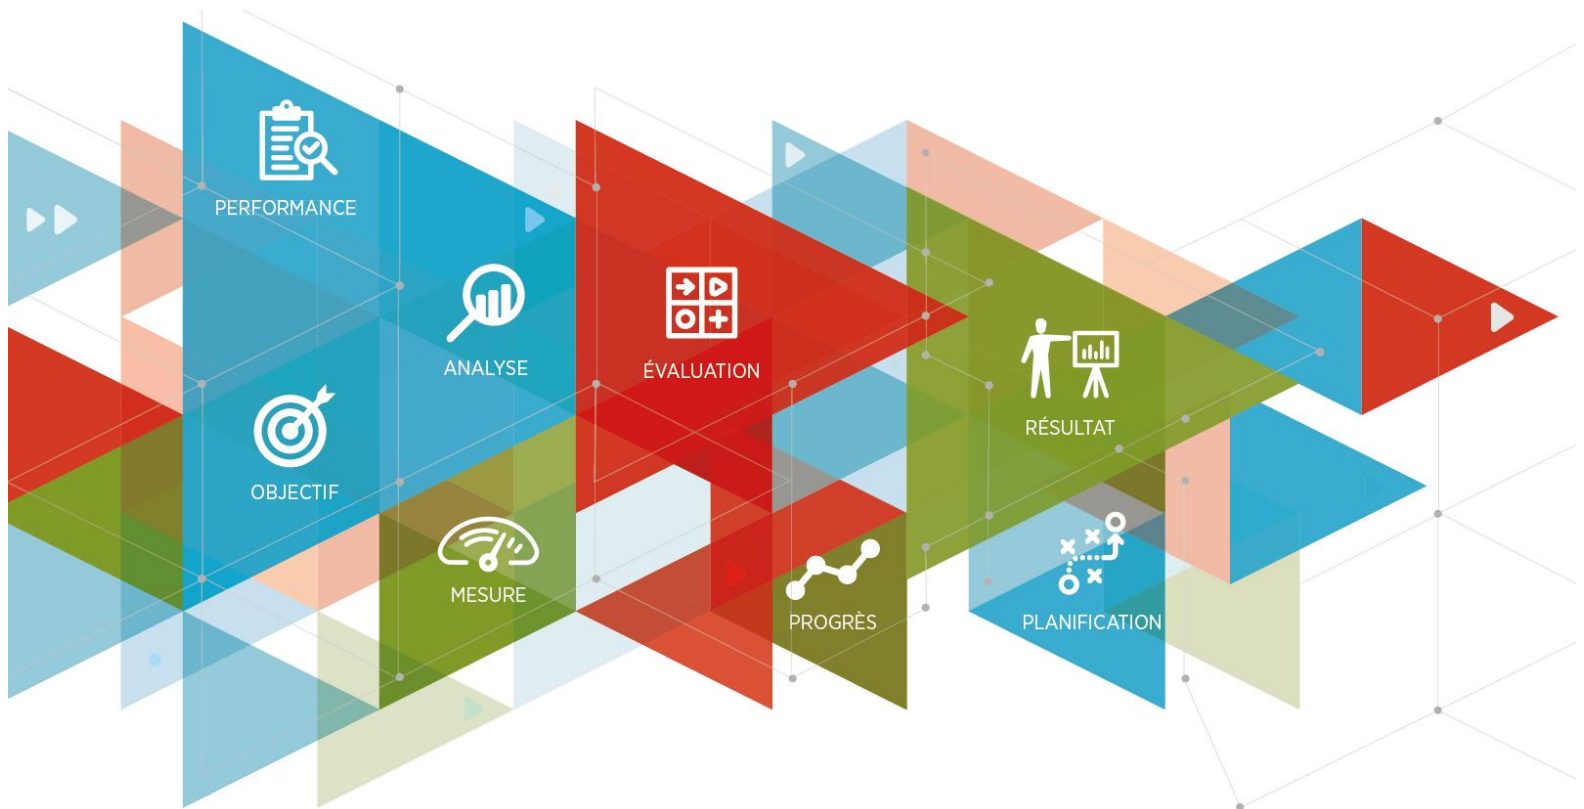 PERFORMANCE
ANALYSE
ÉVALUATION
RÉSULTAT
OBJECTIF
MESURE
PROGRÈS
PLANIFICATION